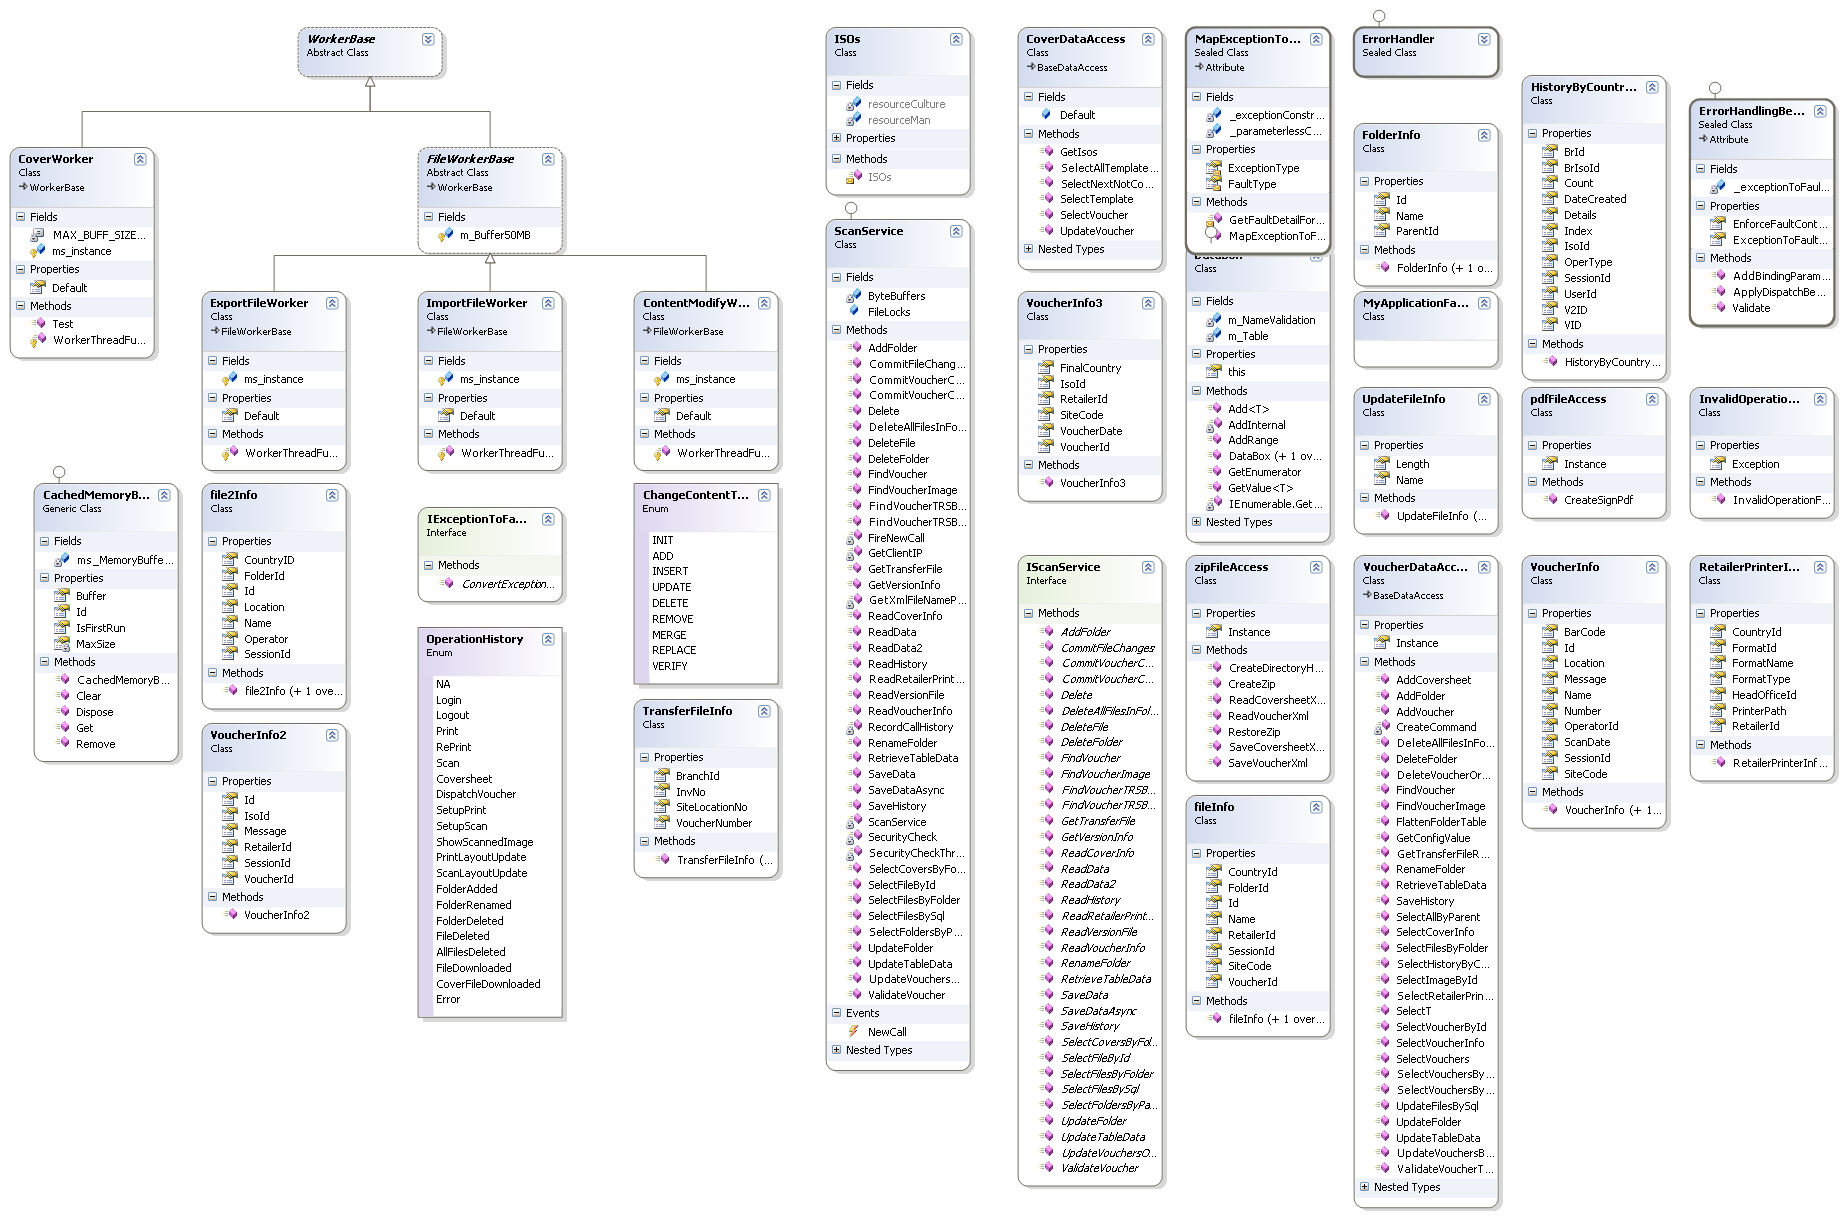 WorkerBase
Abstract Class
CoverWorker
Class
WorkerBase
Fields
MAX_BUFF_SIZE...
ms_instance
Properties
Default
Methods
Test
WorkerThreadFu...
FileWorkerBase
Abstract Class
WorkerBase
Fields
m_Buffer50MB
ExportFileWorker
Class
FileWorkerBase
Fields
ms_instance
Properties
Default
Methods
WorkerThreadFu...
ImportFileWorker
Class
FileWorkerBase
Fields
ms_instance
Properties
Default
Methods
WorkerThreadFu...
ContentModifyW...
Class
FileWorkerBase
Fields
ms_instance
Properties
Default
Methods
WorkerThreadFu...
CachedMemoryB...
Generic Class
Fields
ms_MemoryBuffe...
Properties
Buffer
Id
IsFirstRun
MaxSize
Methods
CachedMemoryB...
Clear
Dispose
Get
Remove
file2Info
Class
Properties
CountryID
FolderId
Id
Location
Name
Operator
SessionId
Methods
file2Info (+ 1 ove...
VoucherInfo2
Class
Properties
Id
IsoId
Message
RetailerId
SessionId
VoucherId
Methods
VoucherInfo2
IExceptionToFa...
Interface
Methods
ConvertException...
OperationHistory
Enum
NA
Login
Logout
Print
RePrint
Scan
Coversheet
DispatchVoucher
SetupPrint
SetupScan
ShowScannedImage
PrintLayoutUpdate
ScanLayoutUpdate
FolderAdded
FolderRenamed
FolderDeleted
FileDeleted
AllFilesDeleted
FileDownloaded
CoverFileDownloaded
Error
ChangeContentT...
Enum
INIT
ADD
INSERT
UPDATE
DELETE
REMOVE
MERGE
REPLACE
VERIFY
TransferFileInfo
Class
Properties
BranchId
InvNo
SiteLocationNo
VoucherNumber
Methods
TransferFileInfo (...
ISOs
Class
Fields
resourceCulture
resourceMan
Properties
Methods
ISOs
ScanService
Class
Fields
ByteBuffers
FileLocks
Methods
AddFolder
CommitFileChang...
CommitVoucherC...
CommitVoucherC...
Delete
DeleteAllFilesInFo...
DeleteFile
DeleteFolder
FindVoucher
FindVoucherImage
FindVoucherTRSB...
FindVoucherTRSB...
FireNewCall
GetClientIP
GetTransferFile
GetVersionInfo
GetXmlFileNameP...
ReadCoverInfo
ReadData
ReadData2
ReadHistory
ReadRetailerPrint...
ReadVersionFile
ReadVoucherInfo
RecordCallHistory
RenameFolder
RetrieveTableData
SaveData
SaveDataAsync
SaveHistory
ScanService
SecurityCheck
SecurityCheckThr...
SelectCoversByFo...
SelectFileById
SelectFilesByFolder
SelectFilesBySql
SelectFoldersByP...
UpdateFolder
UpdateTableData
UpdateVouchers...
ValidateVoucher
Events
NewCall
Nested Types
CoverDataAccess
Class
BaseDataAccess
Fields
Default
Methods
GetIsos
SelectAllTemplate...
SelectNextNotCo...
SelectTemplate
SelectVoucher
UpdateVoucher
Nested Types
VoucherInfo3
Class
Properties
FinalCountry
IsoId
RetailerId
SiteCode
VoucherDate
VoucherId
Methods
VoucherInfo3
IScanService
Interface
Methods
AddFolder
CommitFileChanges
CommitVoucherC...
CommitVoucherC...
Delete
DeleteAllFilesInFol...
DeleteFile
DeleteFolder
FindVoucher
FindVoucherImage
FindVoucherTRSB...
FindVoucherTRSB...
GetTransferFile
GetVersionInfo
ReadCoverInfo
ReadData
ReadData2
ReadHistory
ReadRetailerPrint...
ReadVersionFile
ReadVoucherInfo
RenameFolder
RetrieveTableData
SaveData
SaveDataAsync
SaveHistory
SelectCoversByFol...
SelectFileById
SelectFilesByFolder
SelectFilesBySql
SelectFoldersByPa...
UpdateFolder
UpdateTableData
UpdateVouchersO...
ValidateVoucher
MapExceptionTo...
Sealed Class
Attribute
Fields
_exceptionConstr...
_parameterlessC...
Properties
ExceptionType
FaultType
Methods
GetFaultDetailFor...
MapExceptionToF...
Class
Fields
m_NameValidation
m_Table
Properties
this
Methods
Add<T>
AddInternal
AddRange
DataBox (+ 1 ov...
GetEnumerator
GetValue<T>
IEnumerable.Get...
Nested Types
zipFileAccess
Class
Properties
Instance
Methods
CreateDirectoryH...
CreateZip
ReadCoversheetX...
ReadVoucherXml
RestoreZip
SaveCoversheetX...
SaveVoucherXml
fileInfo
Class
Properties
CountryId
FolderId
Id
Name
RetailerId
SessionId
SiteCode
VoucherId
Methods
fileInfo (+ 1 over...
ErrorHandler
Sealed Class
FolderInfo
Class
Properties
Id
Name
ParentId
Methods
FolderInfo (+ 1 o...
MyApplicationFa...
Class
UpdateFileInfo
Class
Properties
Length
Name
Methods
UpdateFileInfo (...
VoucherDataAcc...
Class
BaseDataAccess
Properties
Instance
Methods
AddCoversheet
AddFolder
AddVoucher
CreateCommand
DeleteAllFilesInFo...
DeleteFolder
DeleteVoucherOr...
FindVoucher
FindVoucherImage
FlattenFolderTable
GetConfigValue
GetTransferFileR...
RenameFolder
RetrieveTableData
SaveHistory
SelectAllByParent
SelectCoverInfo
SelectFilesByFolder
SelectHistoryByC...
SelectImageById
SelectRetailerPrin...
SelectT
SelectVoucherById
SelectVoucherInfo
SelectVouchers
SelectVouchersBy...
SelectVouchersBy...
UpdateFilesBySql
UpdateFolder
UpdateTableData
UpdateVouchersB...
ValidateVoucherT...
Nested Types
HistoryByCountr...
Class
Properties
BrId
BrIsoId
Count
DateCreated
Details
Index
IsoId
OperType
SessionId
UserId
V2ID
VID
Methods
HistoryByCountry...
pdfFileAccess
Class
Properties
Instance
Methods
CreateSignPdf
VoucherInfo
Class
Properties
BarCode
Id
Location
Message
Name
Number
OperatorId
ScanDate
SessionId
SiteCode
Methods
VoucherInfo (+ 1...
ErrorHandlingBe...
Sealed Class
Attribute
Fields
_exceptionToFaul...
Properties
EnforceFaultCont...
ExceptionToFault...
Methods
AddBindingParam...
ApplyDispatchBe...
Validate
InvalidOperatio...
Class
Properties
Exception
Methods
InvalidOperationF...
RetailerPrinterI...
Class
Properties
CountryId
FormatId
FormatName
FormatType
HeadOfficeId
PrinterPath
RetailerId
Methods
RetailerPrinterInf...